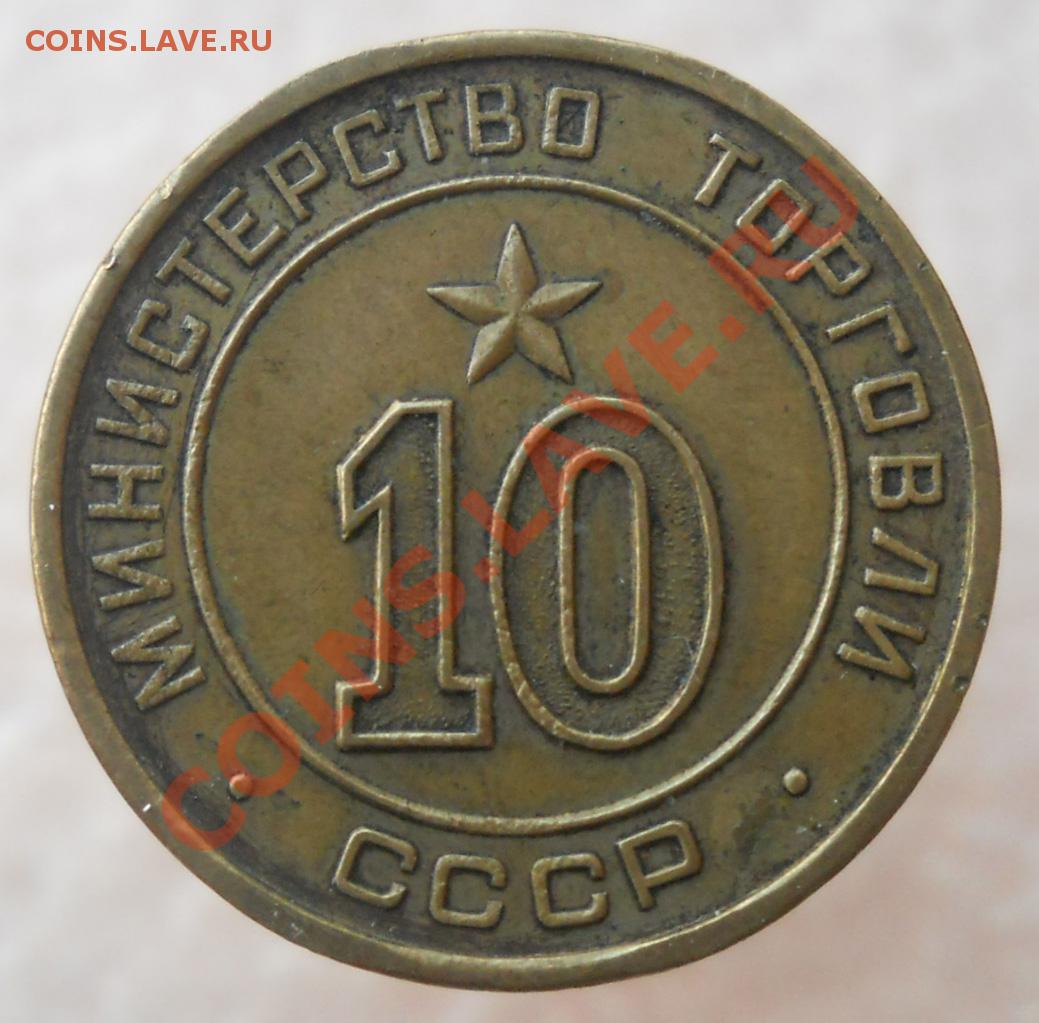 COINS.LAVE.RU
МИНИСТЕРСТВО ТОРГОВЛИ
10
• СССР •
COINS.LAVE.RU